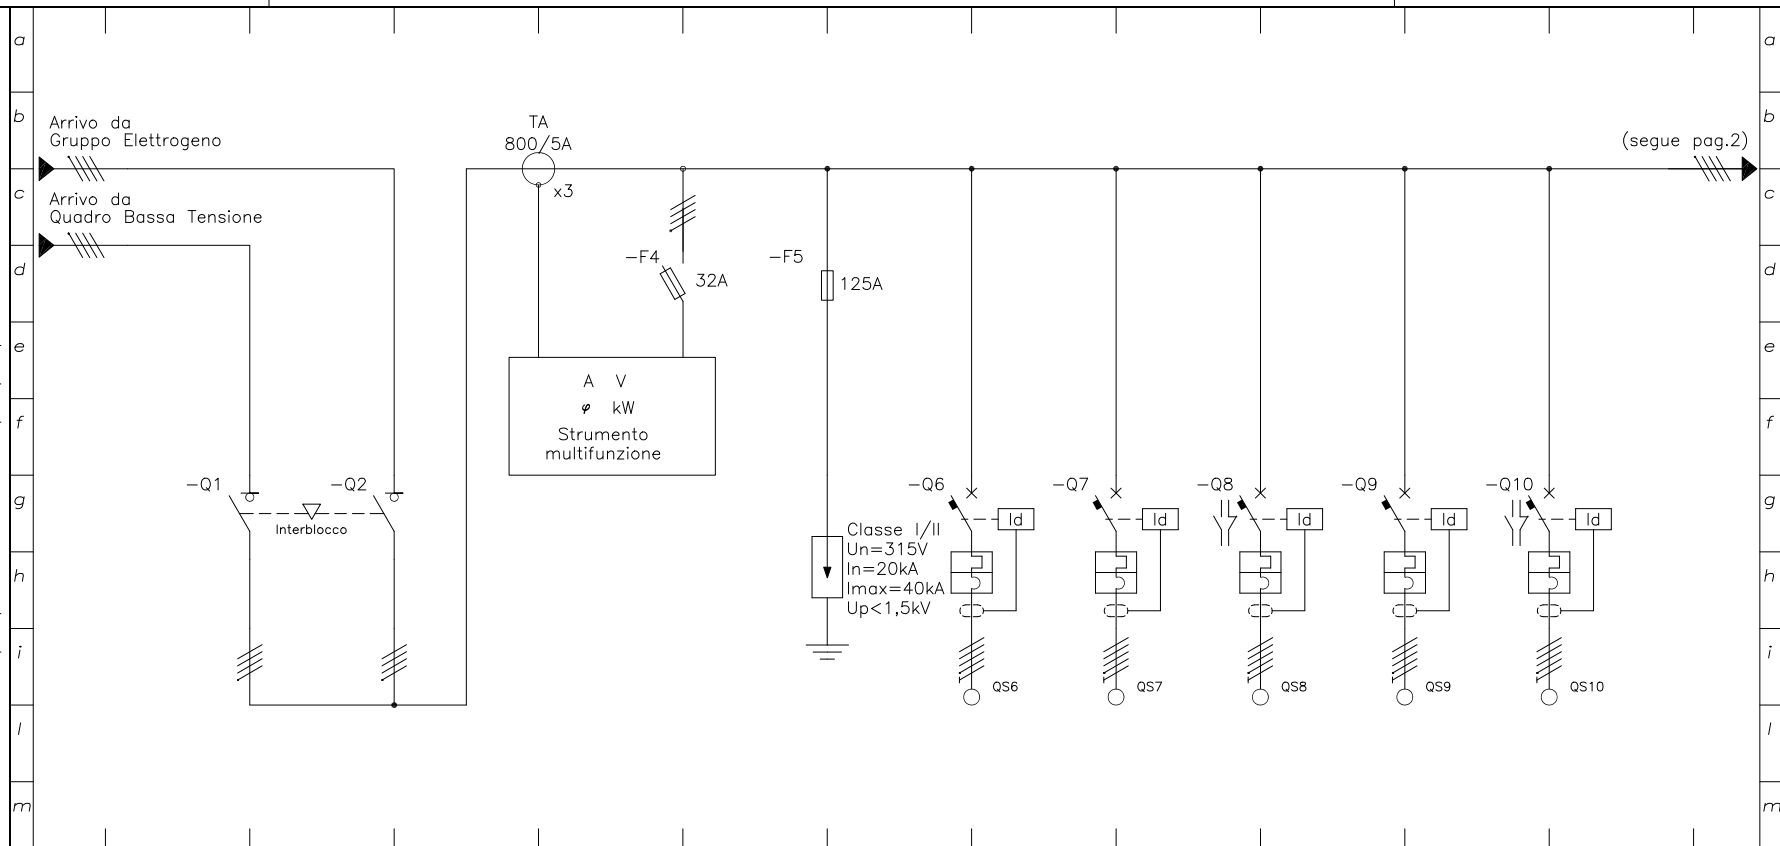 a
a
b
b
Arrivo da
Gruppo Elettrogeno
TA
800/5A
x3
(segue pag.2)
c
c
Arrivo da
Quadro Bassa Tensione
d
d
-F4
32A
-F5
125A
e
e
A V
φ kW
Strumento
multifunzione
f
f
g
g
-Q1
-Q2
Interblocco
-Q6
Id
-Q7
Id
-Q8
Id
-Q9
Id
-Q10
Id
Classe I/II
Un=315V
In=20kA
Imax=40kA
Up<1,5kV
h
h
i
i
QS6
QS7
QS8
QS9
QS10
l
l
m
m